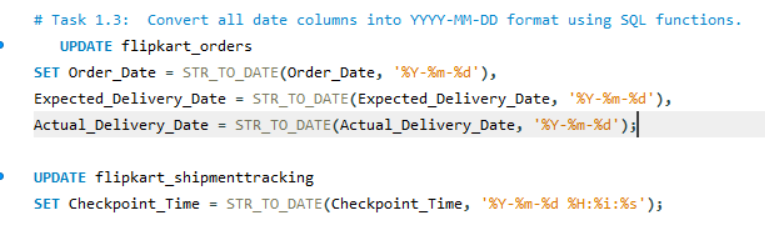 # Task 1.3:  Convert all date columns into YYYY-MM-DD format using SQL functions.
UPDATE flipkart_orders
SET Order_Date = STR_TO_DATE(Order_Date, '%Y-%m-%d'),
Expected_Delivery_Date = STR_TO_DATE(Expected_Delivery_Date, '%Y-%m-%d'),
Actual_Delivery_Date = STR_TO_DATE(Actual_Delivery_Date, '%Y-%m-%d');
UPDATE flipkart_shipmenttracking
SET Checkpoint_Time = STR_TO_DATE(Checkpoint_Time, '%Y-%m-%d %H:%i:%s');